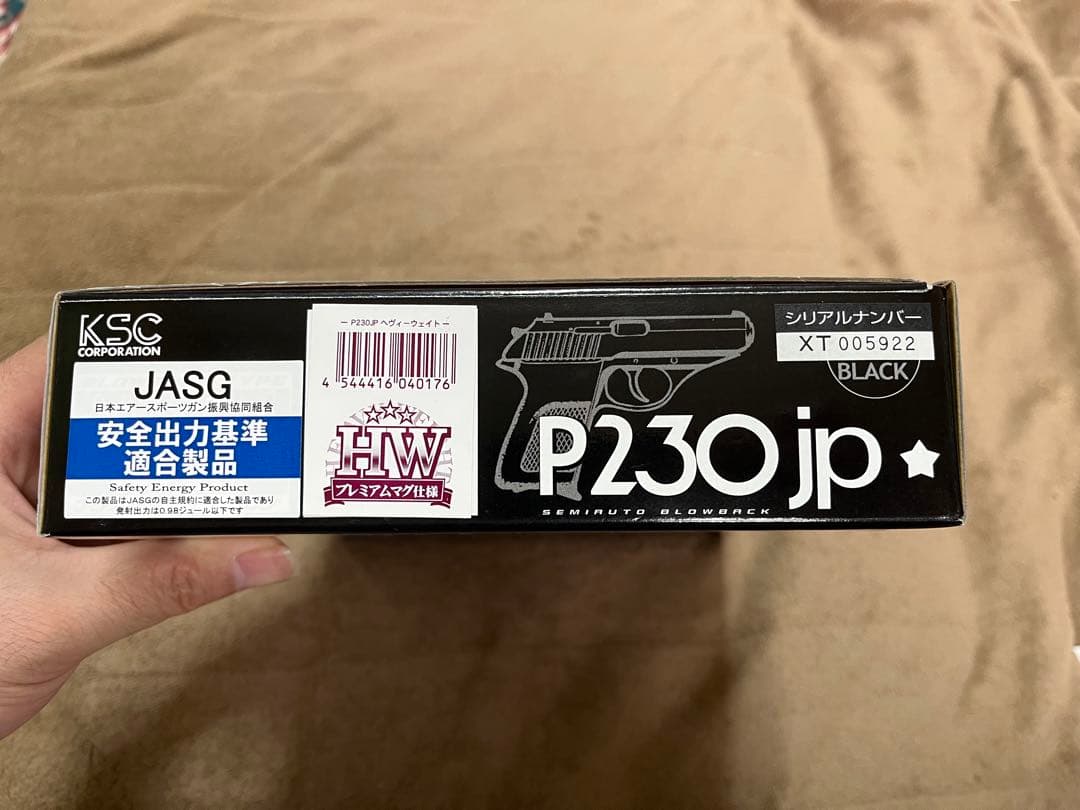 KSC
CORPORATION
JASG
日本エアースポーツガン振興協同組合
安全出力基準
適合製品
Safety Energy Product
この製品はJASGの自主規約に適合した製品であり
発射出力は0.98ジュール以下です
— P230JP ヘヴィーウェイト —
4 544416 040176
HW
プレミアムマグ仕様
シリアルナンバー
XT 005922
BLACK
P230 jp
SEMIAUTO BLOWBACK